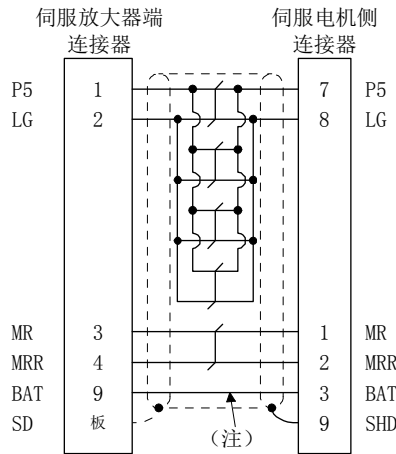 伺服放大器端
连接器
伺服电机侧
连接器
P5 1 7 P5
LG 2 8 LG
MR 3 1 MR
MRR 4 2 MRR
BAT 9 3 BAT
SD 板 9 SHD
（注）